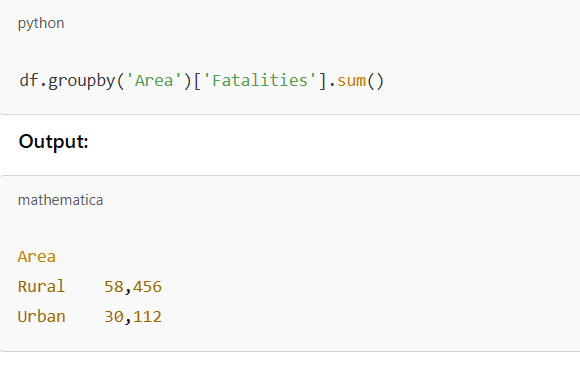 python
df.groupby('Area')['Fatalities'].sum()
Output:
mathematica
Area
Rural    58,456
Urban    30,112